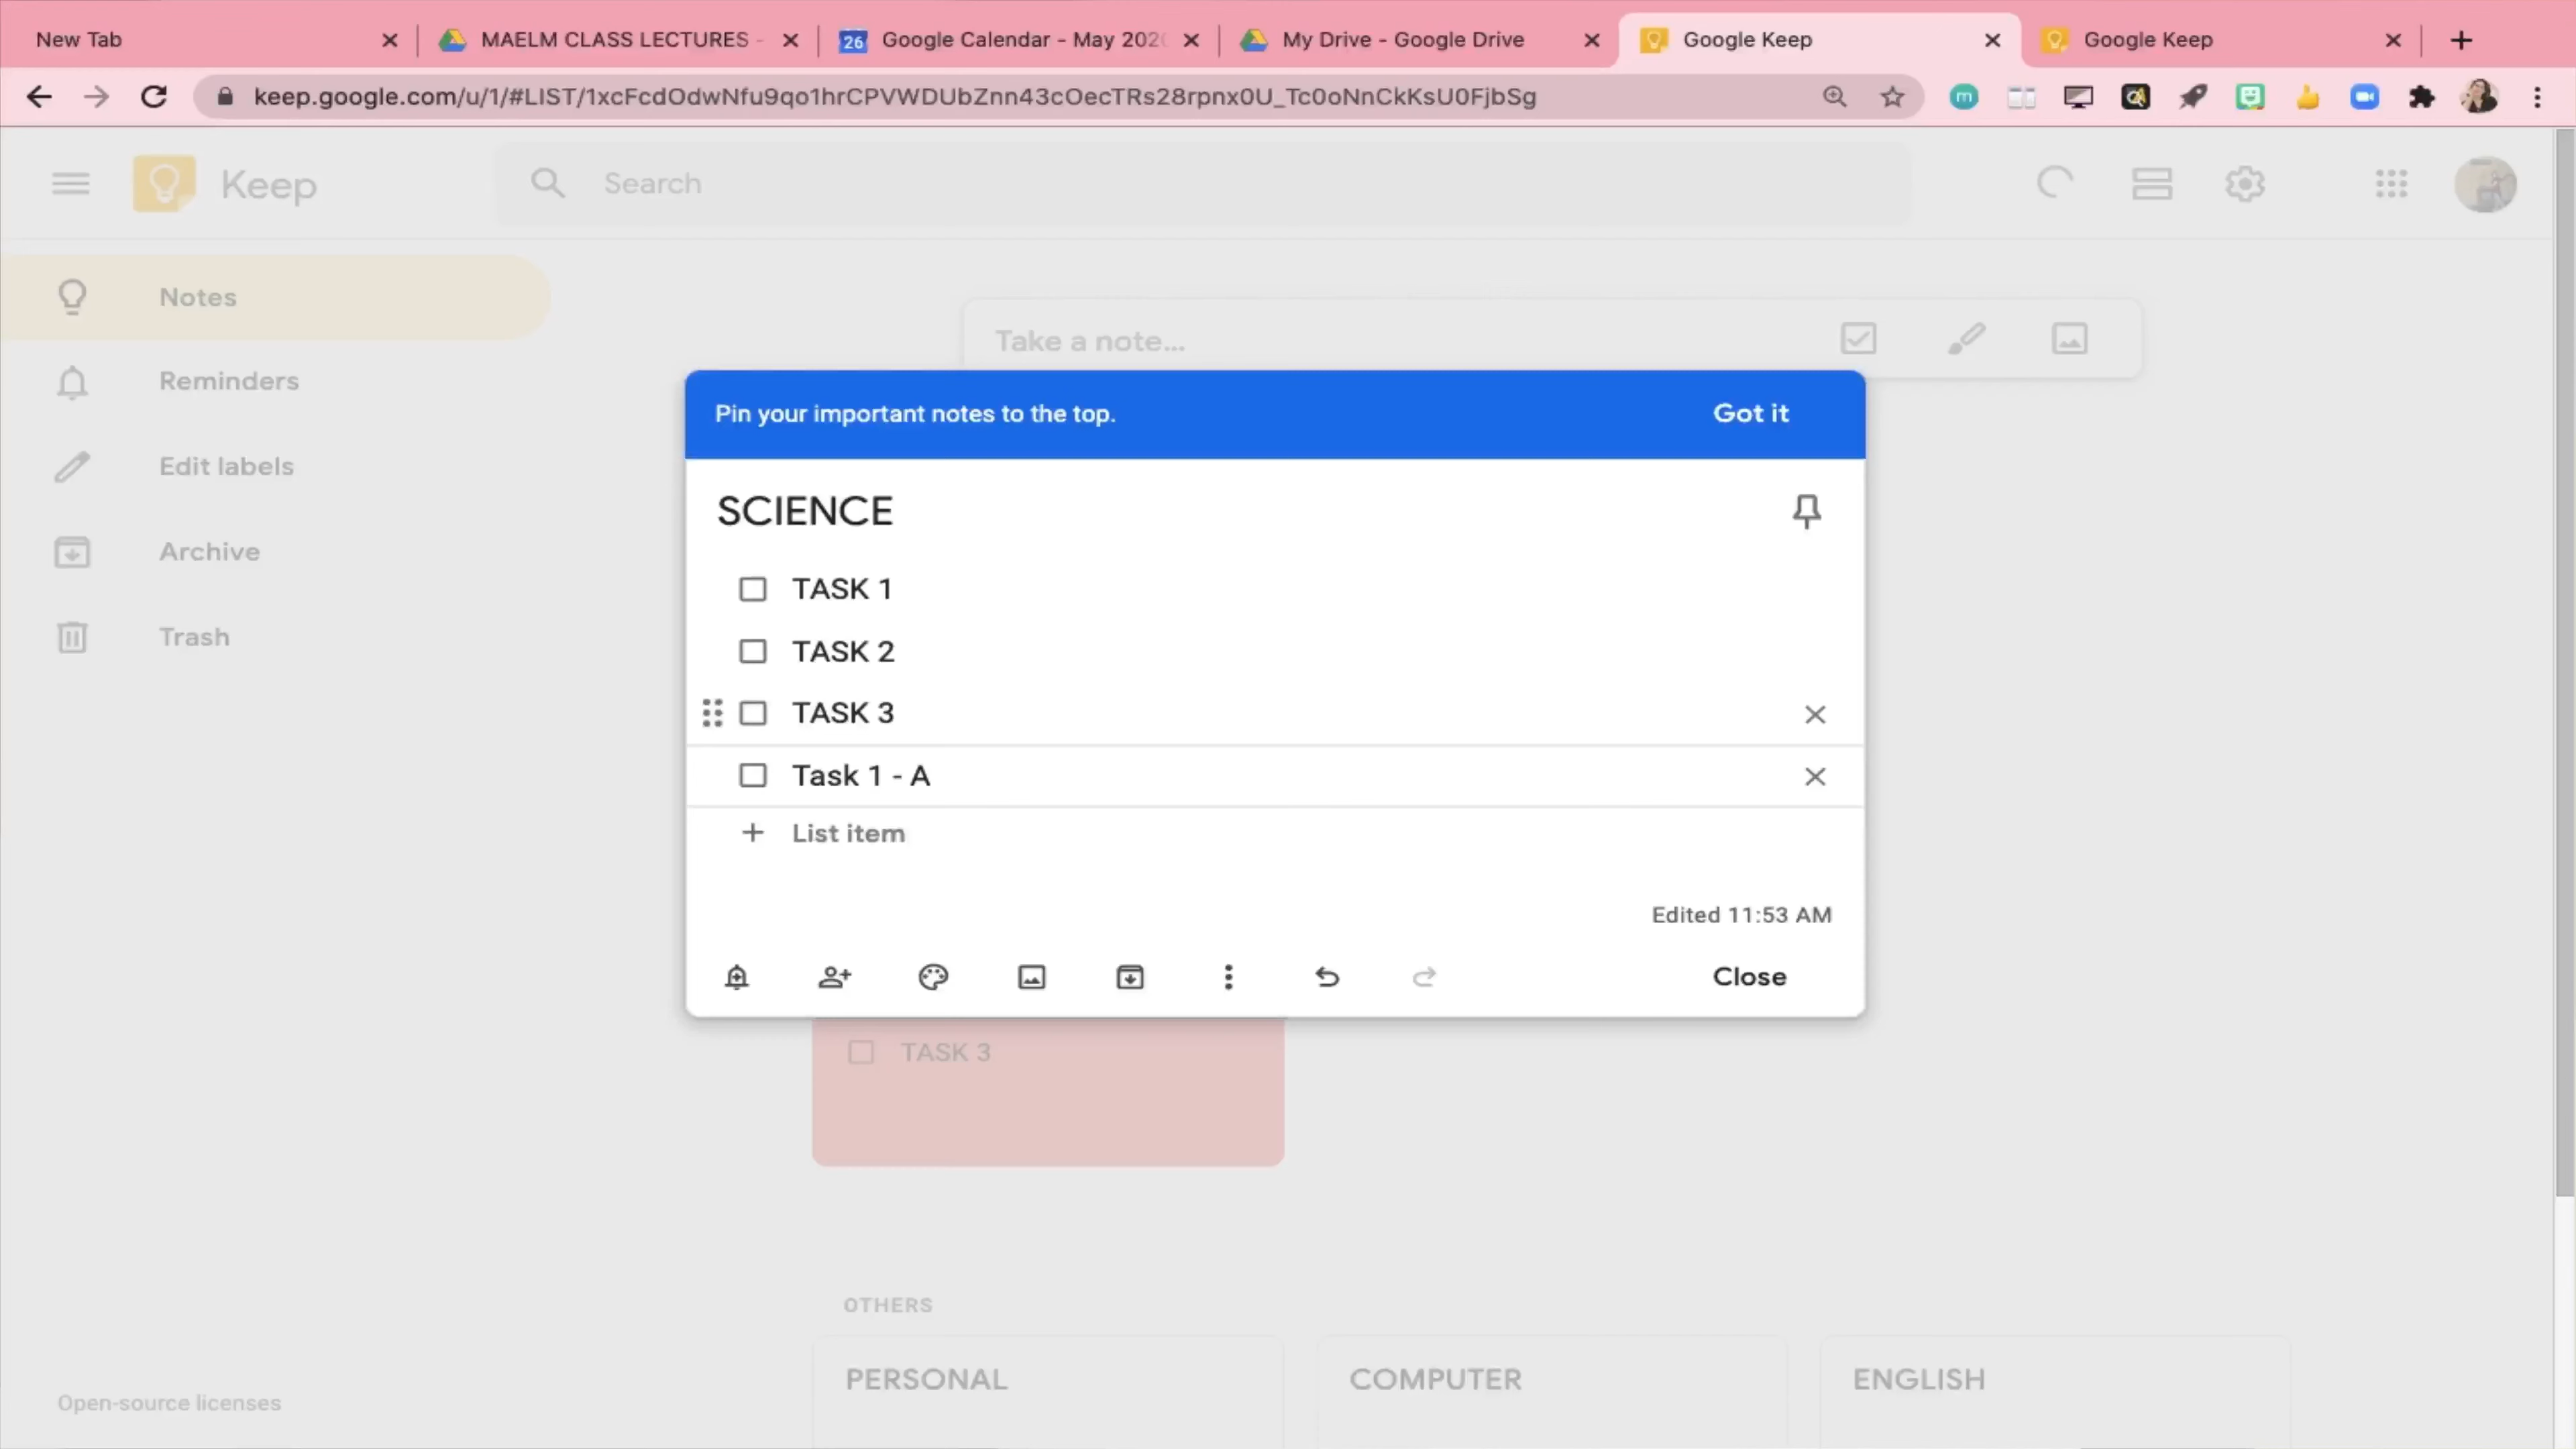 New Tab
MAELM CLASS LECTURES -
26
Google Calendar - May 202
My Drive - Google Drive
Google Keep
Google Keep
keep.google.com/u/1/#LIST/1xcFcdOdwNfu9qo1hrCPVWDUbZnn43cOecTRs28rpnx0U_Tc0oNnCkKsU0FjbSg
m
Keep
Search
Notes
Reminders
Edit labels
Archive
Trash
Take a note...
Pin your important notes to the top.
Got it
SCIENCE
TASK 1
TASK 2
TASK 3
Task 1 - A
List item
Edited 11:53 AM
Close
TASK 3
OTHERS
PERSONAL
COMPUTER
ENGLISH
Open-source licenses